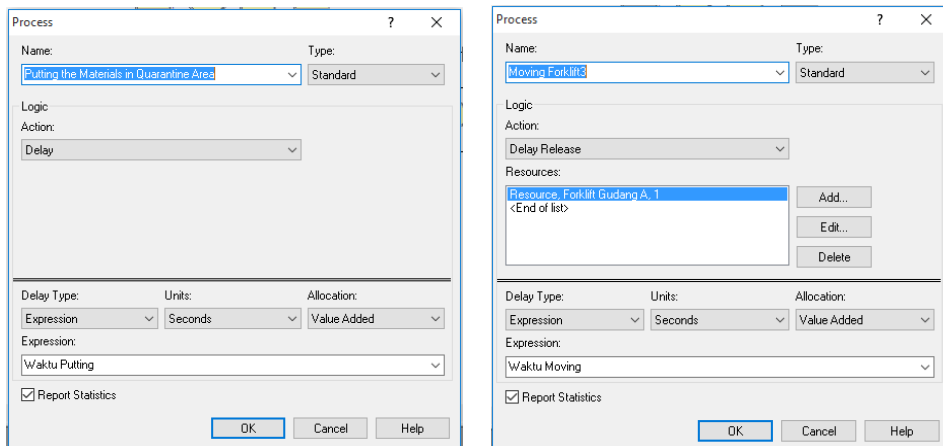 Process
?
Name:
Type:
Putting the Materials in Quarantine Area
Standard
Logic
Action:
Delay
Delay Type:
Units:
Allocation:
Expression
Seconds
Value Added
Expression:
Waktu Putting
Report Statistics
OK
Cancel
Help
Process
?
Name:
Type:
Moving Forklift3
Standard
Logic
Action:
Delay Release
Resources:
Resource, Forklift Gudang A, 1
<End of list>
Add...
Edit...
Delete
Delay Type:
Units:
Allocation:
Expression
Seconds
Value Added
Expression:
Waktu Moving
Report Statistics
OK
Cancel
Help